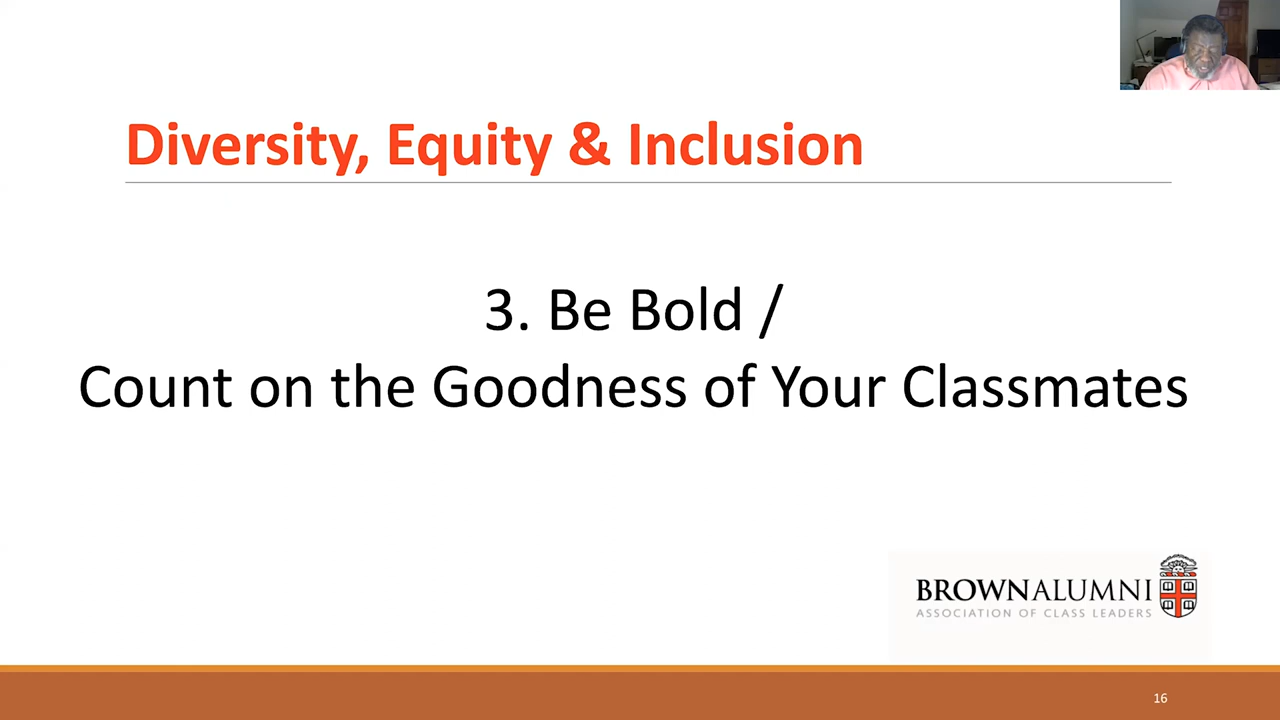 Diversity, Equity & Inclusion
3. Be Bold /
Count on the Goodness of Your Classmates
BROWNALUMNI
ASSOCIATION OF CLASS LEADERS
16